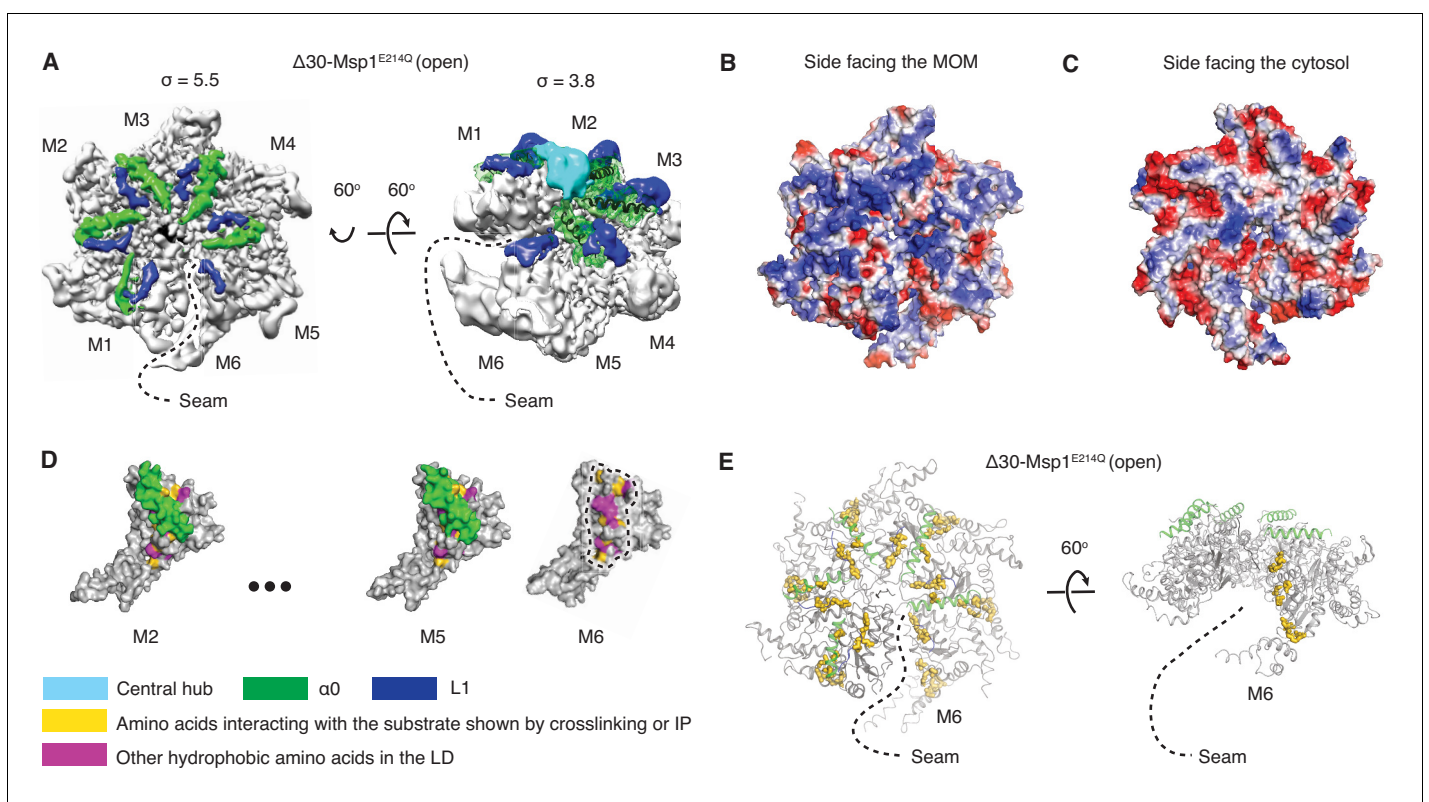 A
Δ30-Msp1E214Q (open)
σ = 5.5
σ = 3.8
M3
M2
M4
M1
M5
M6
Seam
60o
60o
M1
M2
M3
M4
M5
M6
Seam
B
Side facing the MOM
C
Side facing the cytosol
D
M2
M5
M6
Central hub
α0
L1
Amino acids interacting with the substrate shown by crosslinking or IP
Other hydrophobic amino acids in the LD
E
Δ30-Msp1E214Q (open)
60o
M6
Seam
M6
Seam